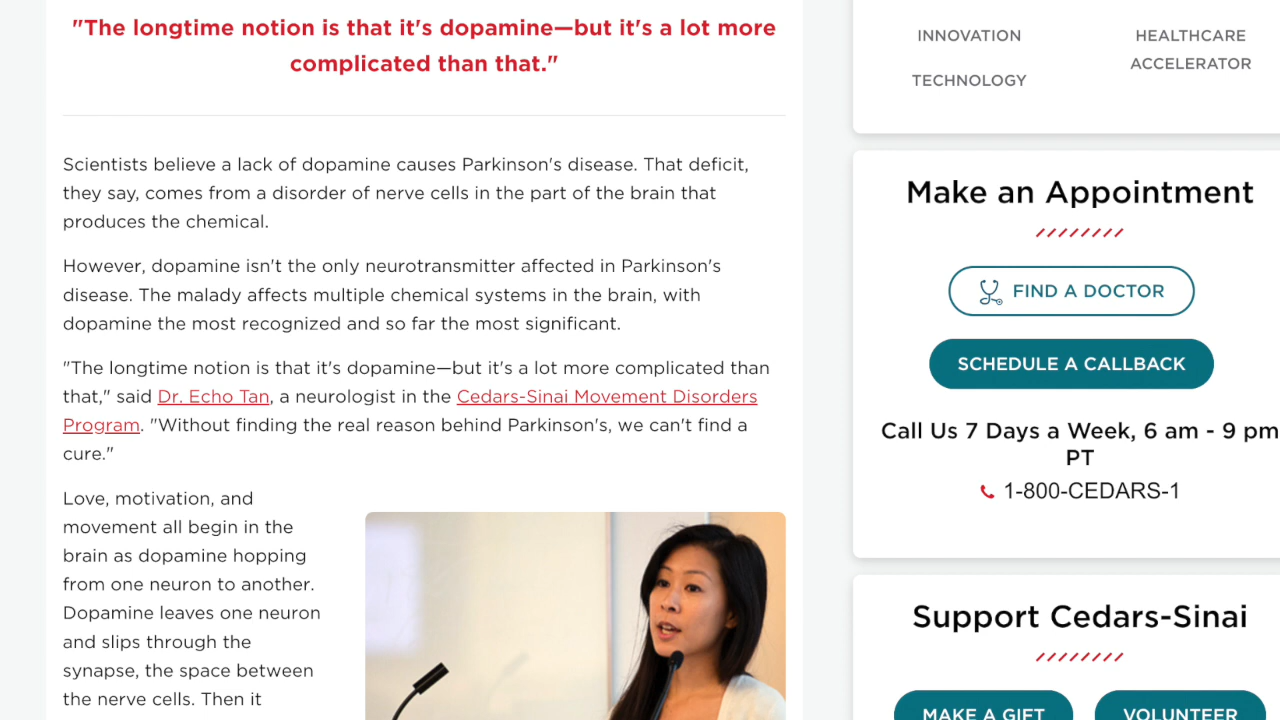 "The longtime notion is that it's dopamine—but it's a lot more
complicated than that."
Scientists believe a lack of dopamine causes Parkinson's disease. That deficit,
they say, comes from a disorder of nerve cells in the part of the brain that
produces the chemical.
However, dopamine isn't the only neurotransmitter affected in Parkinson's
disease. The malady affects multiple chemical systems in the brain, with
dopamine the most recognized and so far the most significant.
"The longtime notion is that it's dopamine—but it's a lot more complicated than
that," said Dr. Echo Tan, a neurologist in the Cedars-Sinai Movement Disorders
Program. "Without finding the real reason behind Parkinson's, we can't find a
cure."
Love, motivation, and
movement all begin in the
brain as dopamine hopping
from one neuron to another.
Dopamine leaves one neuron
and slips through the
synapse, the space between
the nerve cells. Then it
INNOVATION
TECHNOLOGY
HEALTHCARE
ACCELERATOR
Make an Appointment
FIND A DOCTOR
SCHEDULE A CALLBACK
Call Us 7 Days a Week, 6 am - 9 pm
PT
1-800-CEDARS-1
Support Cedars-Sinai
MAKE A GIFT
VOLUNTEER